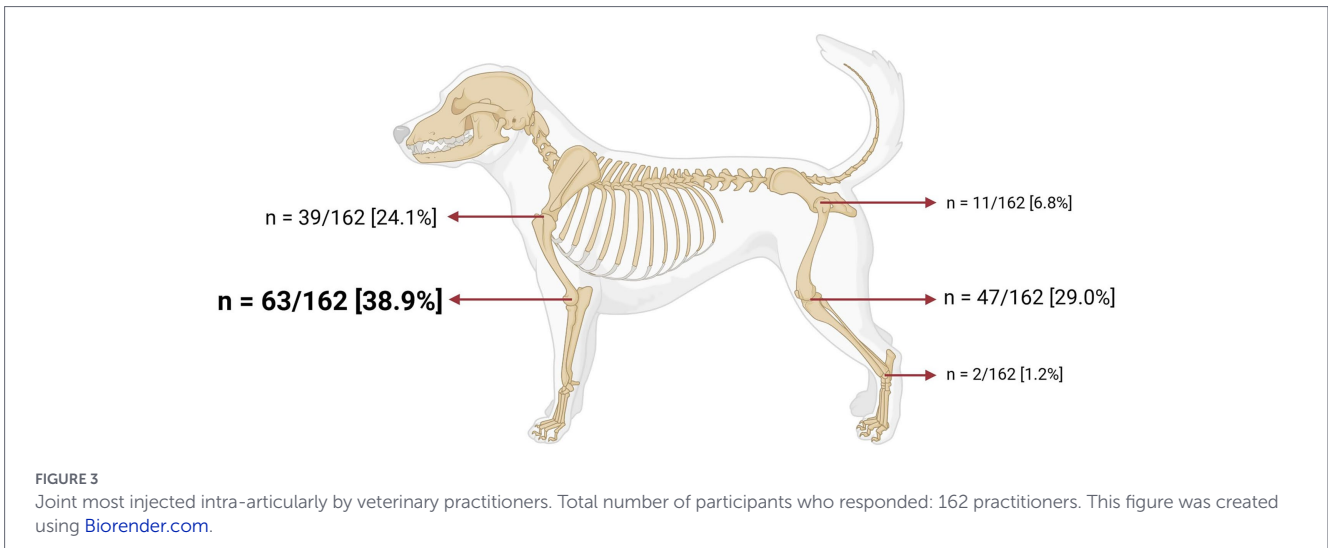 n = 39/162 [24.1%]
n = 11/162 [6.8%]
n = 63/162 [38.9%]
n = 47/162 [29.0%]
n = 2/162 [1.2%]
FIGURE 3
Joint most injected intra-articularly by veterinary practitioners. Total number of participants who responded: 162 practitioners. This figure was created
using Biorender.com.